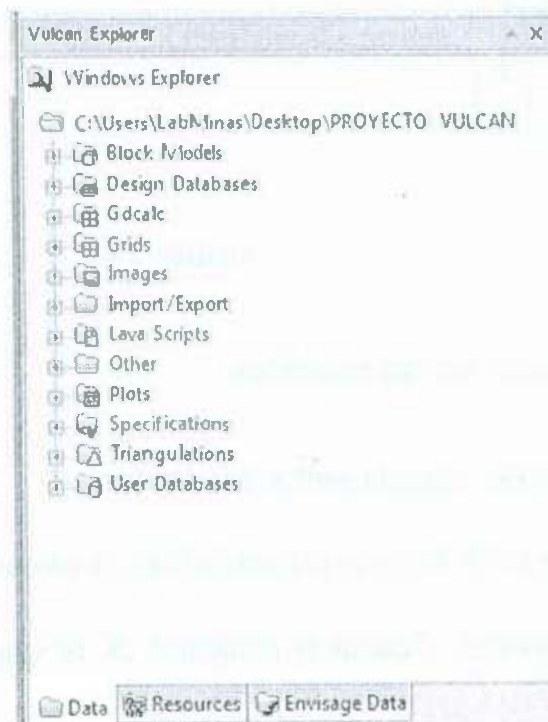 Vulcan Explorer
Windows Explorer
C:\Users\LabMinas\Desktop\PROYECTO VULCAN
Block Models
Design Databases
Gdcalc
Grids
Images
Import/Export
Lava Scripts
Other
Plots
Specifications
Triangulations
User Databases
Data Resources Envisage Data